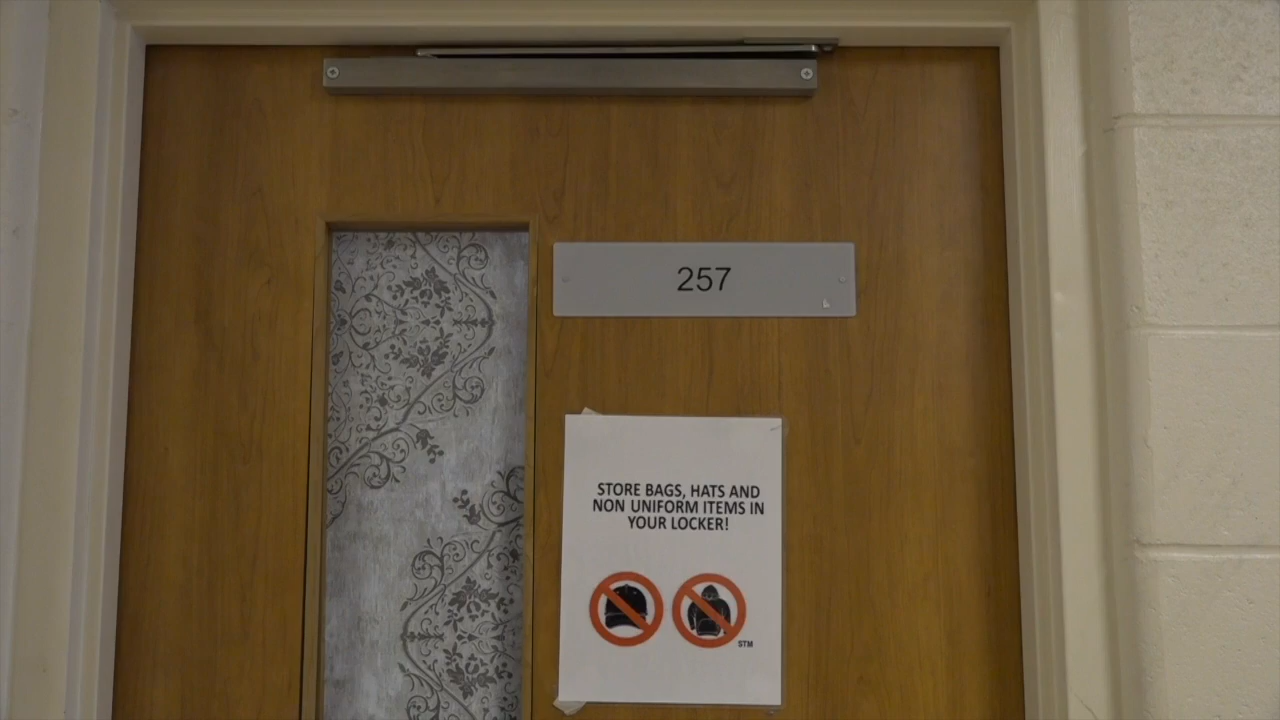 257
STORE BAGS, HATS AND
NON UNIFORM ITEMS IN
YOUR LOCKER!
STM